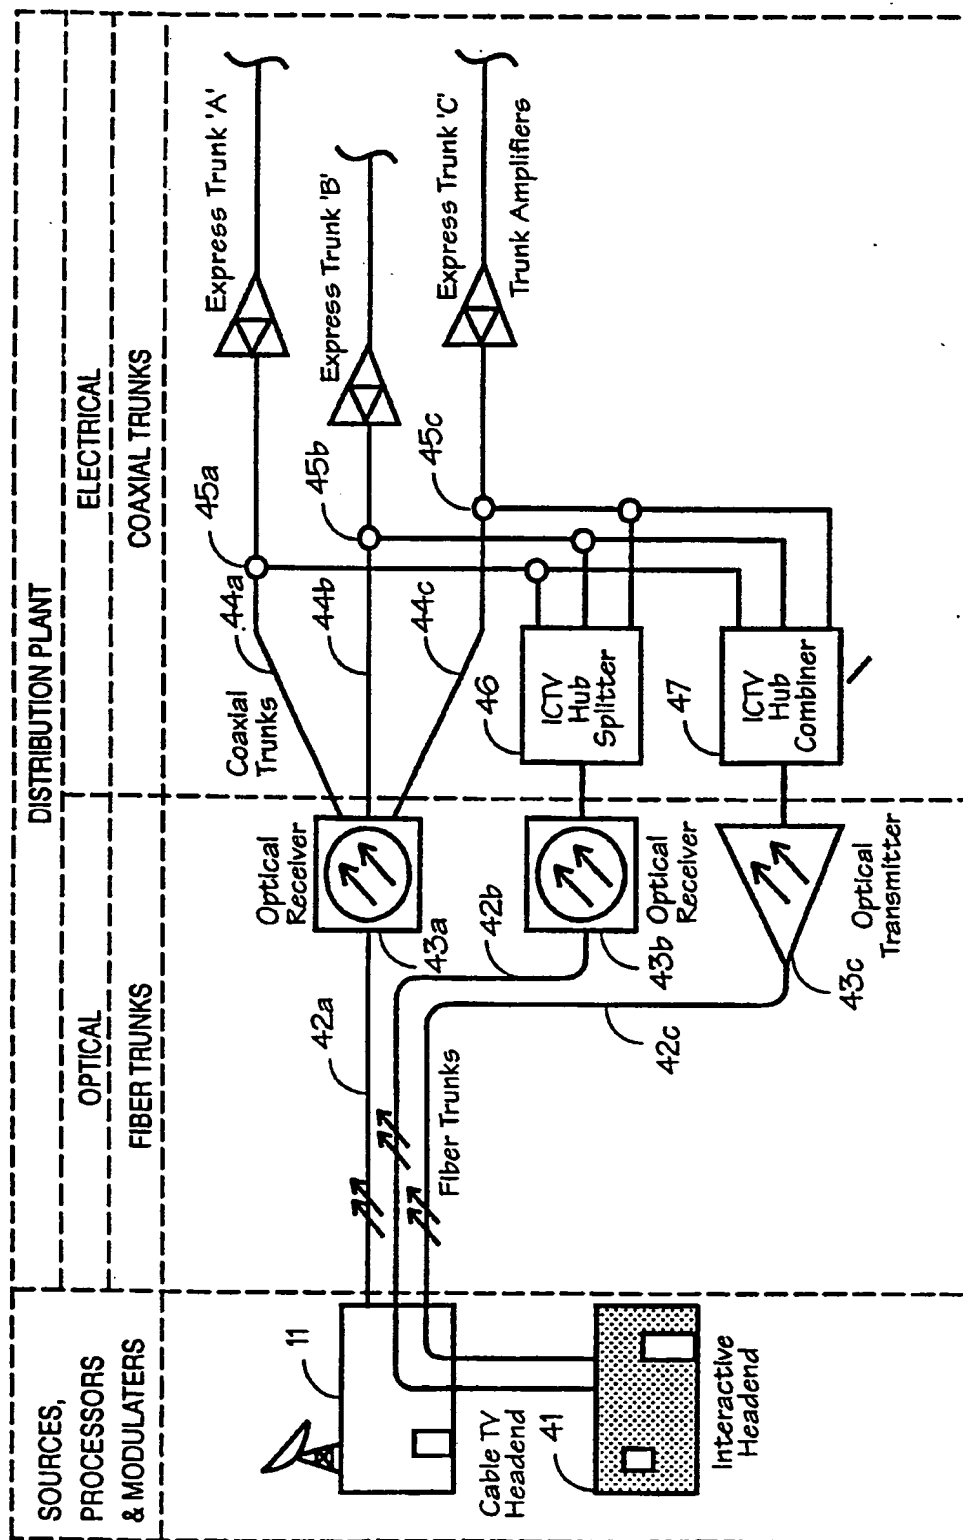 SOURCES,
PROCESSORS
& MODULATERS
DISTRIBUTION PLANT
OPTICAL
ELECTRICAL
FIBER TRUNKS
COAXIAL TRUNKS
11
Cable TV
Headend
41
Interactive
Headend
42a
Fiber Trunks
42b
42c
Optical
Receiver
43a
43b
Optical
Receiver
43c
Optical
Transmitter
Coaxial
Trunks
44a
44b
44c
45a
45b
45c
46
ICTV
Hub
Splitter
47
ICTV
Hub
Combiner
Express Trunk 'A'
Express Trunk 'B'
Express Trunk 'C'
Trunk Amplifiers